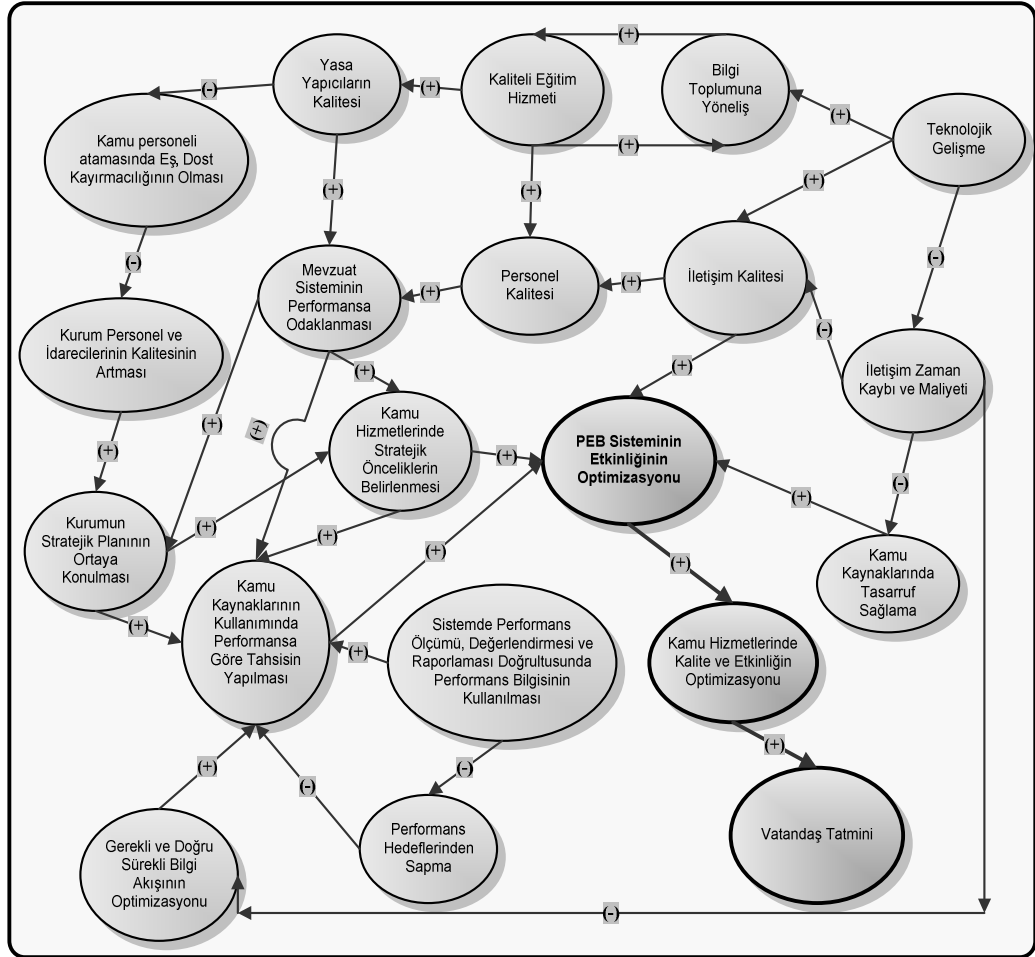 Yasa
Yapıcıların
Kalitesi
Kaliteli Eğitim
Hizmeti
Bilgi
Toplumuna
Yöneliş
Teknolojik
Gelişme
Kamu personeli
atamasında Eş, Dost
Kayırmacılığının Olması
(+)
(-)
(+)
(+)
(+)
(+)
(+)
(+)
(-)
(-)
Mevzuat
Sisteminin
Performansa
Odaklanması
(+)
Personel
Kalitesi
(+)
İletişim Kalitesi
Kurum Personel ve
İdarecilerinin Kalitesinin
Artması
(-)
İletişim Zaman
Kaybı ve Maliyeti
(+)
(+)
(+)
(+)
(+)
Kamu
Hizmetlerinde
Stratejik
Önceliklerin
Belirlenmesi
(+)
PEB Sisteminin
Etkinliğinin
Optimizasyonu
(-)
(+)
Kurumun
Stratejik Planının
Ortaya
Konulması
(+)
(+)
(+)
(+)
Kamu
Kaynaklarında
Tasarruf
Sağlama
Kamu
Kaynaklarının
Kullanımında
Performansa
Göre Tahsisin
Yapılması
(+)
(+)
Sistemde Performans
Ölçümü, Değerlendirmesi ve
Raporlaması Doğrultusunda
Performans Bilgisinin
Kullanılması
Kamu Hizmetlerinde
Kalite ve Etkinliğin
Optimizasyonu
(+)
(-)
(-)
(+)
Gerekli ve Doğru
Sürekli Bilgi
Akışının
Optimizasyonu
Performans
Hedeflerinden
Sapma
Vatandaş Tatmini
(-)